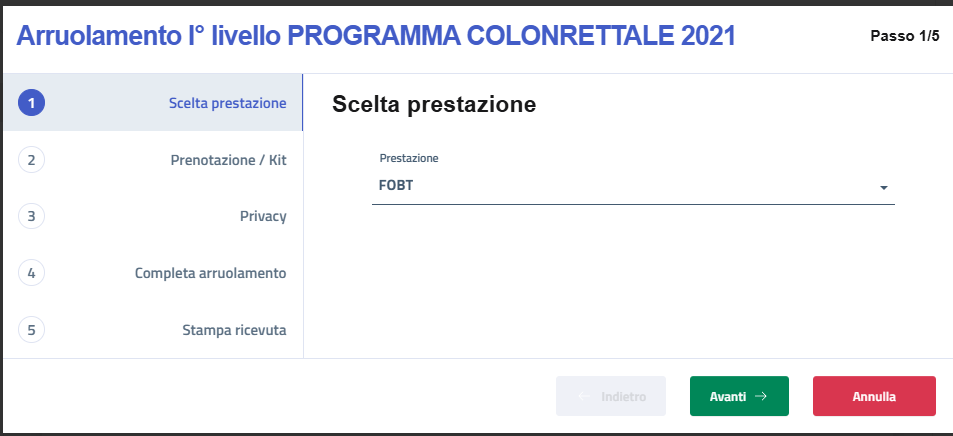 Arruolamento I° livello PROGRAMMA COLONRETTALE 2021
Passo 1/5
1 Scelta prestazione
2 Prenotazione / Kit
3 Privacy
4 Completa arruolamento
5 Stampa ricevuta
Scelta prestazione
Prestazione
FOBT
← Indietro
Avanti →
Annulla